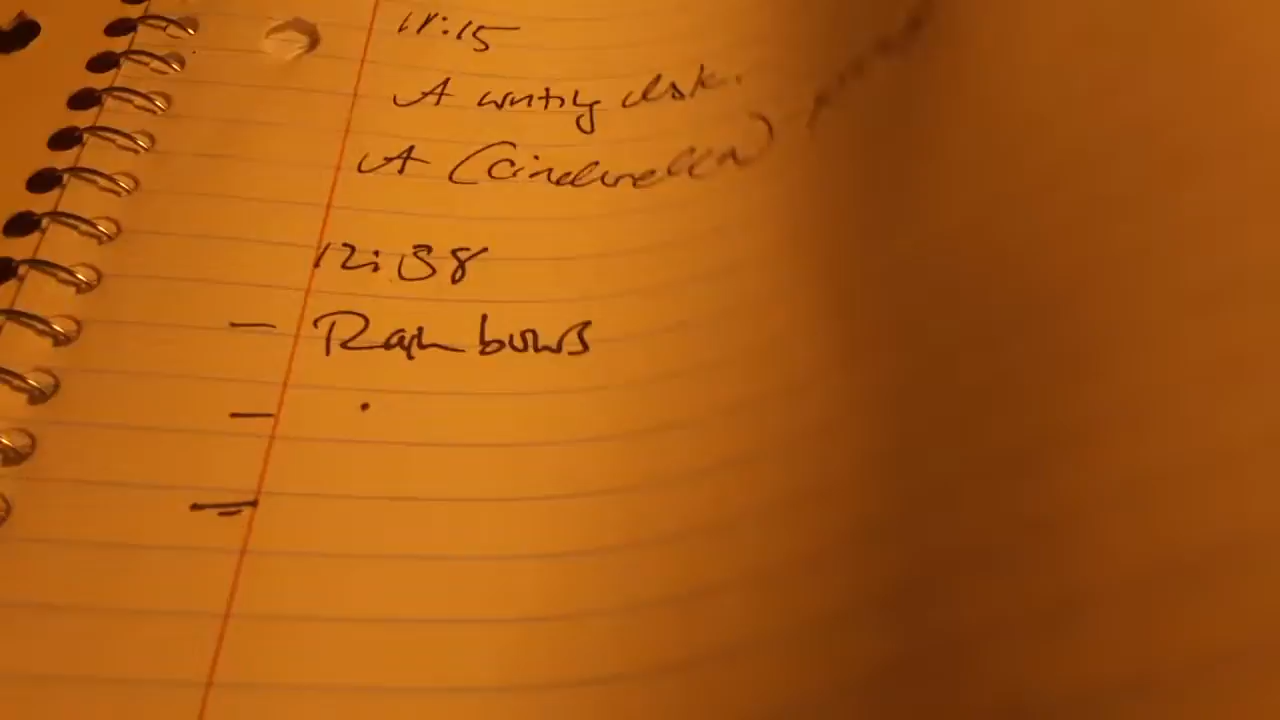 11:15
A writing desk.
A (Cinderella)
12:38
- Rainbows
-
-